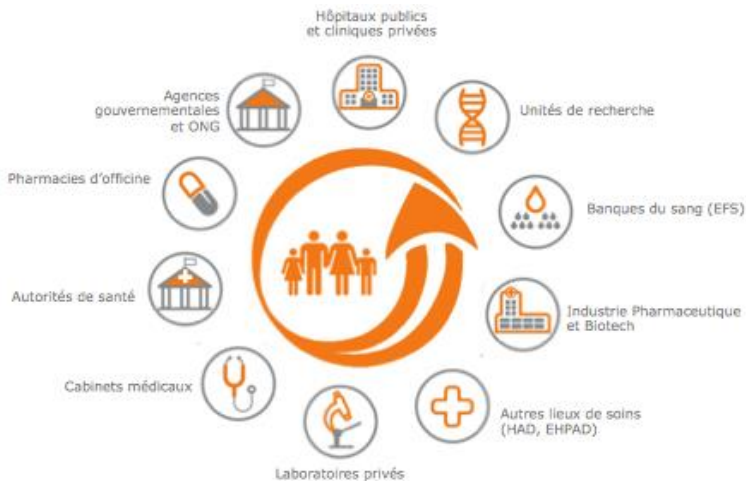 Hôpitaux publics
et cliniques privées
Unités de recherche
Banques du sang (EFS)
Industrie Pharmaceutique
et Biotech
Autres lieux de soins
(HAD, EHPAD)
Laboratoires privés
Cabinets médicaux
Autorités de santé
Pharmacies d'officine
Agences
gouvernementales
et ONG